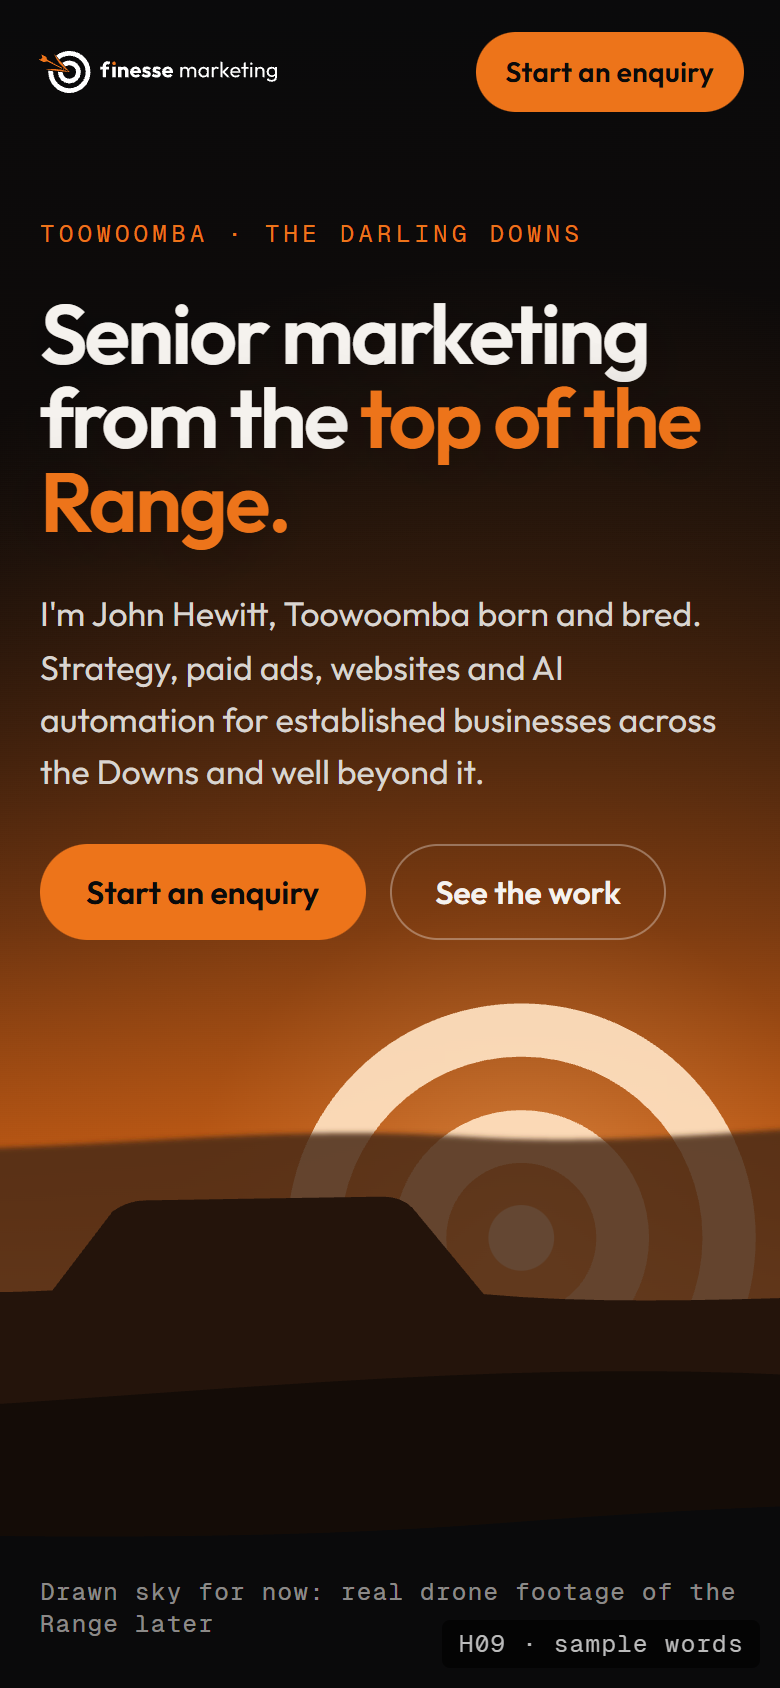 finesse marketing
Start an enquiry
TOOWOOMBA · THE DARLING DOWNS
Senior marketing
from the top of the
Range.
I'm John Hewitt, Toowoomba born and bred.
Strategy, paid ads, websites and AI
automation for established businesses across
the Downs and well beyond it.
Start an enquiry
See the work
Drawn sky for now: real drone footage of the
Range later
H09 · sample words